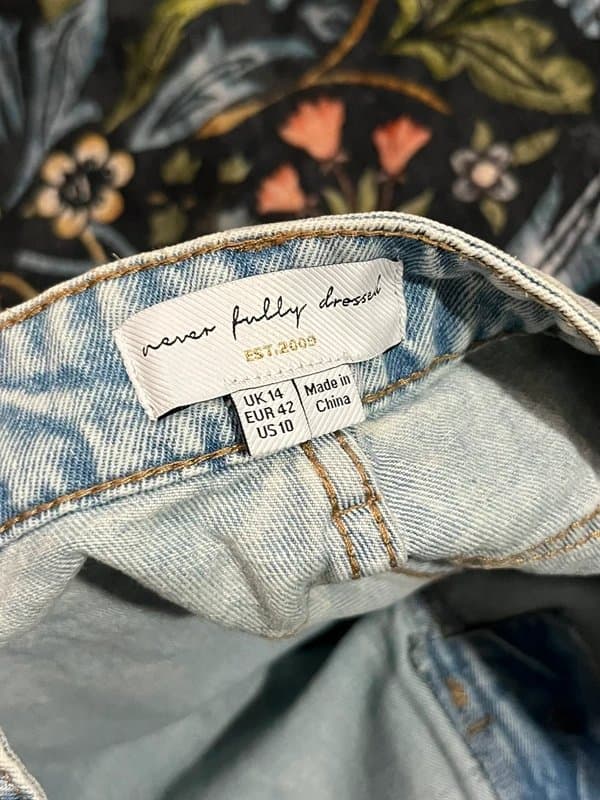 never fully dressed
EST.2009
UK 14
EUR 42
US 10
Made in
China